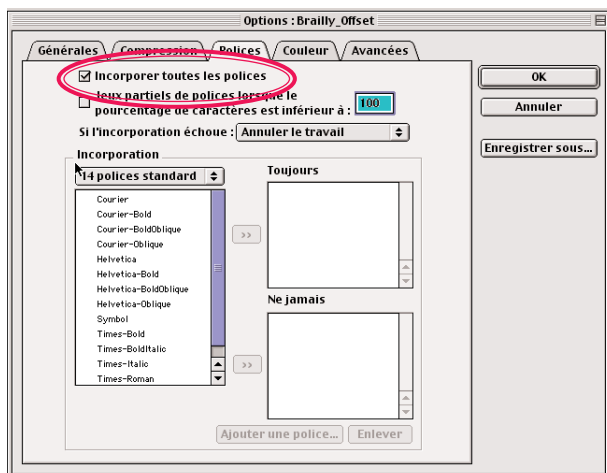 Options : Brailly_Offset
Générales
Compression
Polices
Couleur
Avancées
Incorporer toutes les polices
Jeux partiels de polices lorsque le
pourcentage de caractères est inférieur à :
100
Si l'incorporation échoue :
Annuler le travail
OK
Annuler
Enregistrer sous...
Incorporation
14 polices standard
Courier
Courier-Bold
Courier-BoldOblique
Courier-Oblique
Helvetica
Helvetica-Bold
Helvetica-BoldOblique
Helvetica-Oblique
Symbol
Times-Bold
Times-BoldItalic
Times-Italic
Times-Roman
>>
>>
Toujours
Ne jamais
Ajouter une police...
Enlever